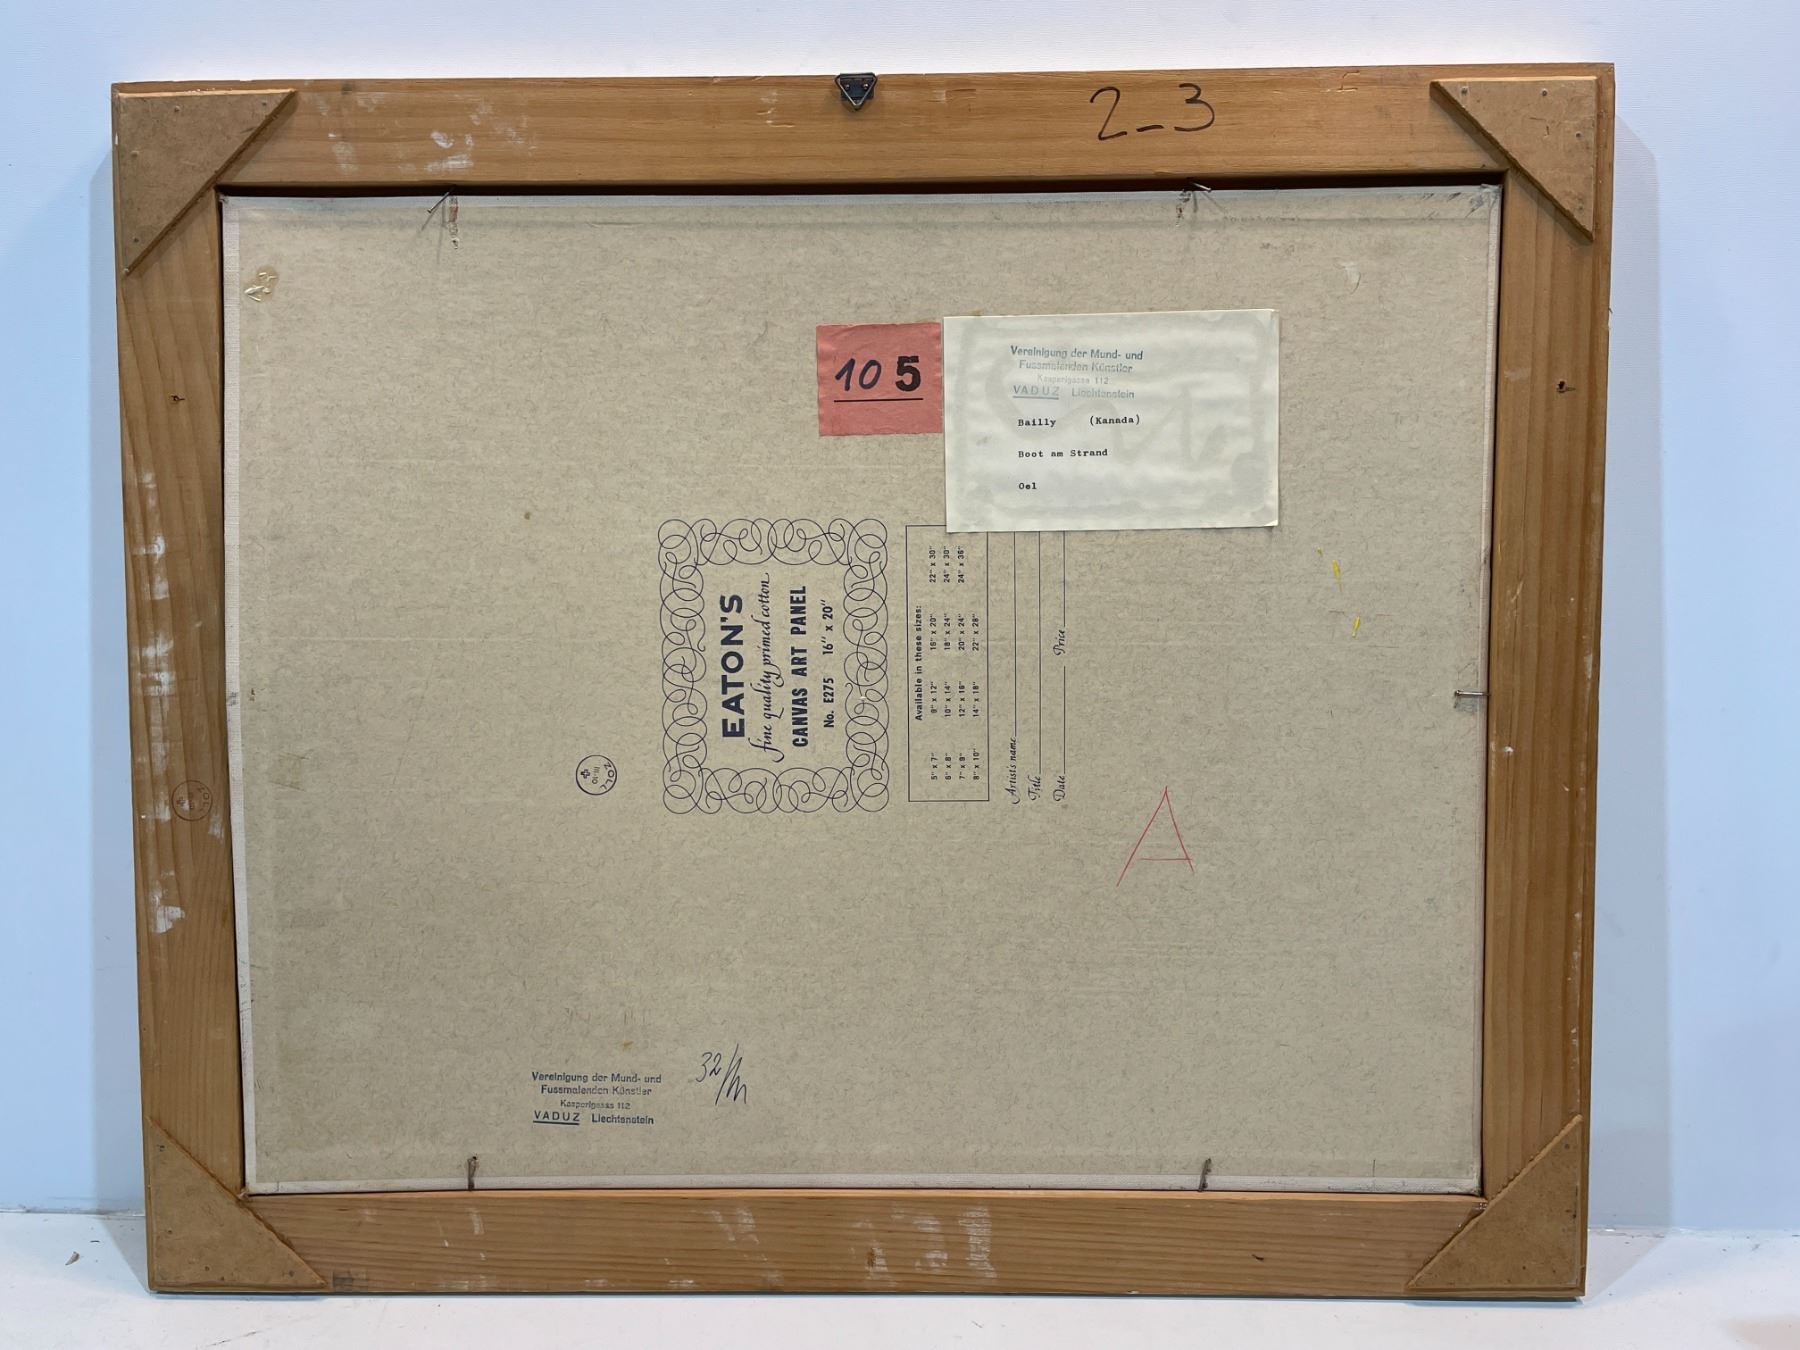 2-3
105
Vereinigung der Mund- und
Fussmalenden Künstler
Kasperigasse 112
VADUZ Liechtenstein
Bailly (Kanada)
Boot am Strand
Oel
EATON'S
fine quality primed cotton
CANVAS ART PANEL
No. E275 16" x 20"
Available in these sizes:
5" x 7" 9" x 12" 16" x 20" 22" x 30"
6" x 8" 10" x 14" 18" x 24" 24" x 30"
7" x 9" 12" x 16" 20" x 24" 24" x 36"
8" x 10" 14" x 18" 22" x 28"
Artist's name
Title
Date Price
ZOLL
III.10
A
Vereinigung der Mund- und
Fussmalenden Künstler
Kasperigasse 112
VADUZ Liechtenstein
32/